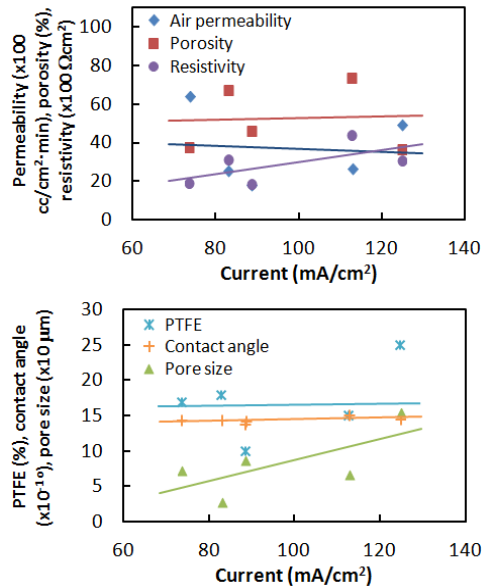 Permeability (x100
cc/cm²·min), porosity (%),
resistivity (x100 Ωcm²)
100
80
60
40
20
0
Air permeability
Porosity
Resistivity
60 80 100 120 140
Current (mA/cm²)
PTFE (%), contact angle
(x10⁻¹ °), pore size (x10 µm)
30
25
20
15
10
5
0
PTFE
Contact angle
Pore size
60 80 100 120 140
Current (mA/cm²)